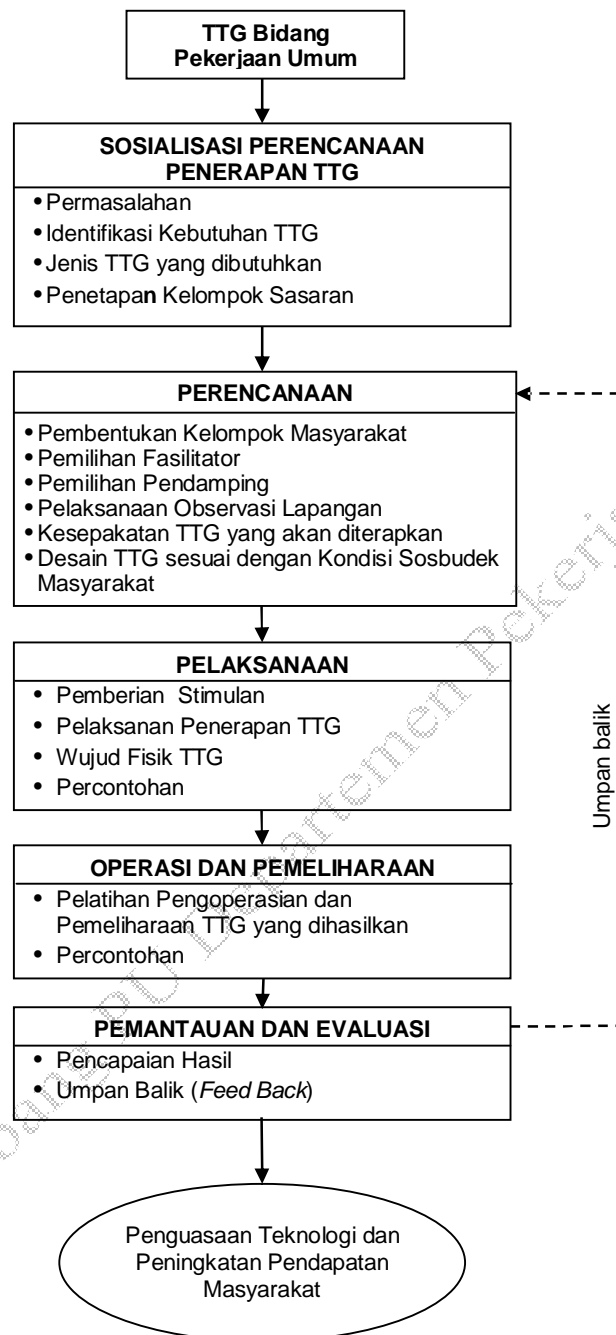 TTG Bidang
Pekerjaan Umum
SOSIALISASI PERENCANAAN
PENERAPAN TTG
• Permasalahan
• Identifikasi Kebutuhan TTG
• Jenis TTG yang dibutuhkan
• Penetapan Kelompok Sasaran
PERENCANAAN
• Pembentukan Kelompok Masyarakat
• Pemilihan Fasilitator
• Pemilihan Pendamping
• Pelaksanaan Observasi Lapangan
• Kesepakatan TTG yang akan diterapkan
• Desain TTG sesuai dengan Kondisi Sosbudek
Masyarakat
PELAKSANAAN
• Pemberian Stimulan
• Pelaksanan Penerapan TTG
• Wujud Fisik TTG
• Percontohan
Umpan balik
OPERASI DAN PEMELIHARAAN
• Pelatihan Pengoperasian dan
Pemeliharaan TTG yang dihasilkan
• Percontohan
PEMANTAUAN DAN EVALUASI
• Pencapaian Hasil
• Umpan Balik (Feed Back)
Penguasaan Teknologi dan
Peningkatan Pendapatan
Masyarakat
PU Departemen